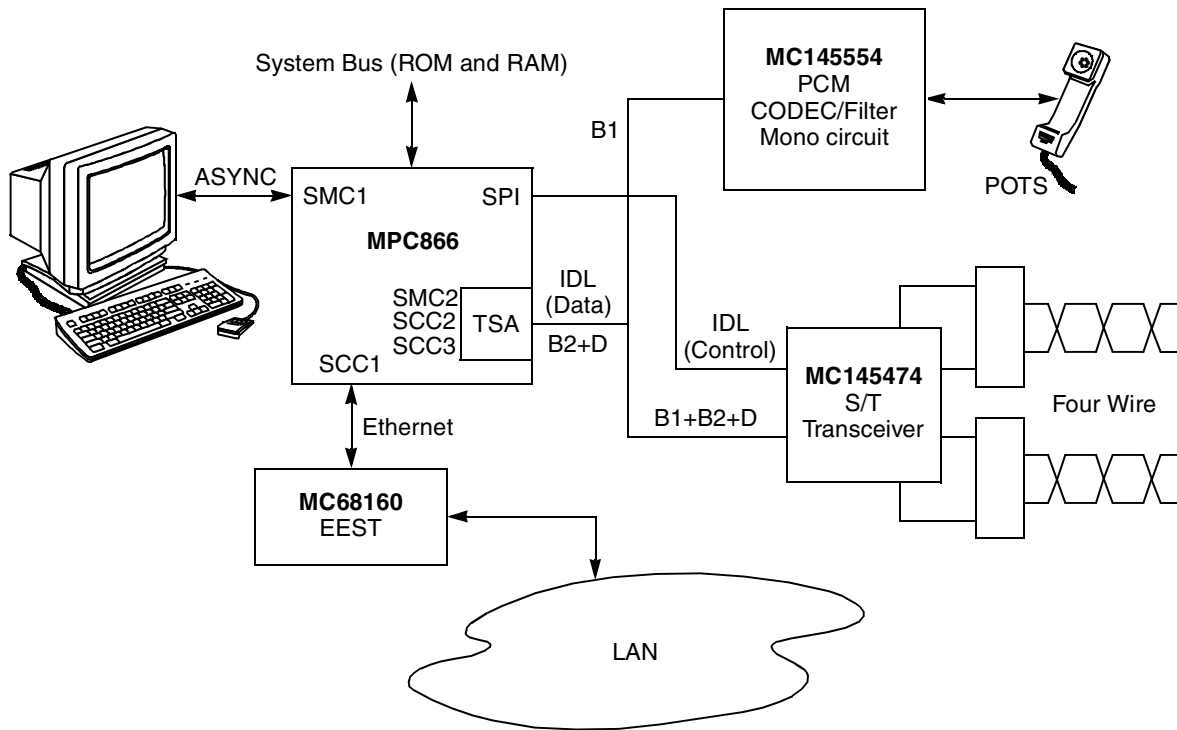 System Bus (ROM and RAM)
MC145554
PCM
CODEC/Filter
Mono circuit
B1
POTS
ASYNC
SMC1
SPI
MPC866
SMC2
SCC2
SCC3
TSA
IDL
(Data)
B2+D
SCC1
IDL
(Control)
MC145474
S/T
Transceiver
B1+B2+D
Four Wire
Ethernet
MC68160
EEST
LAN